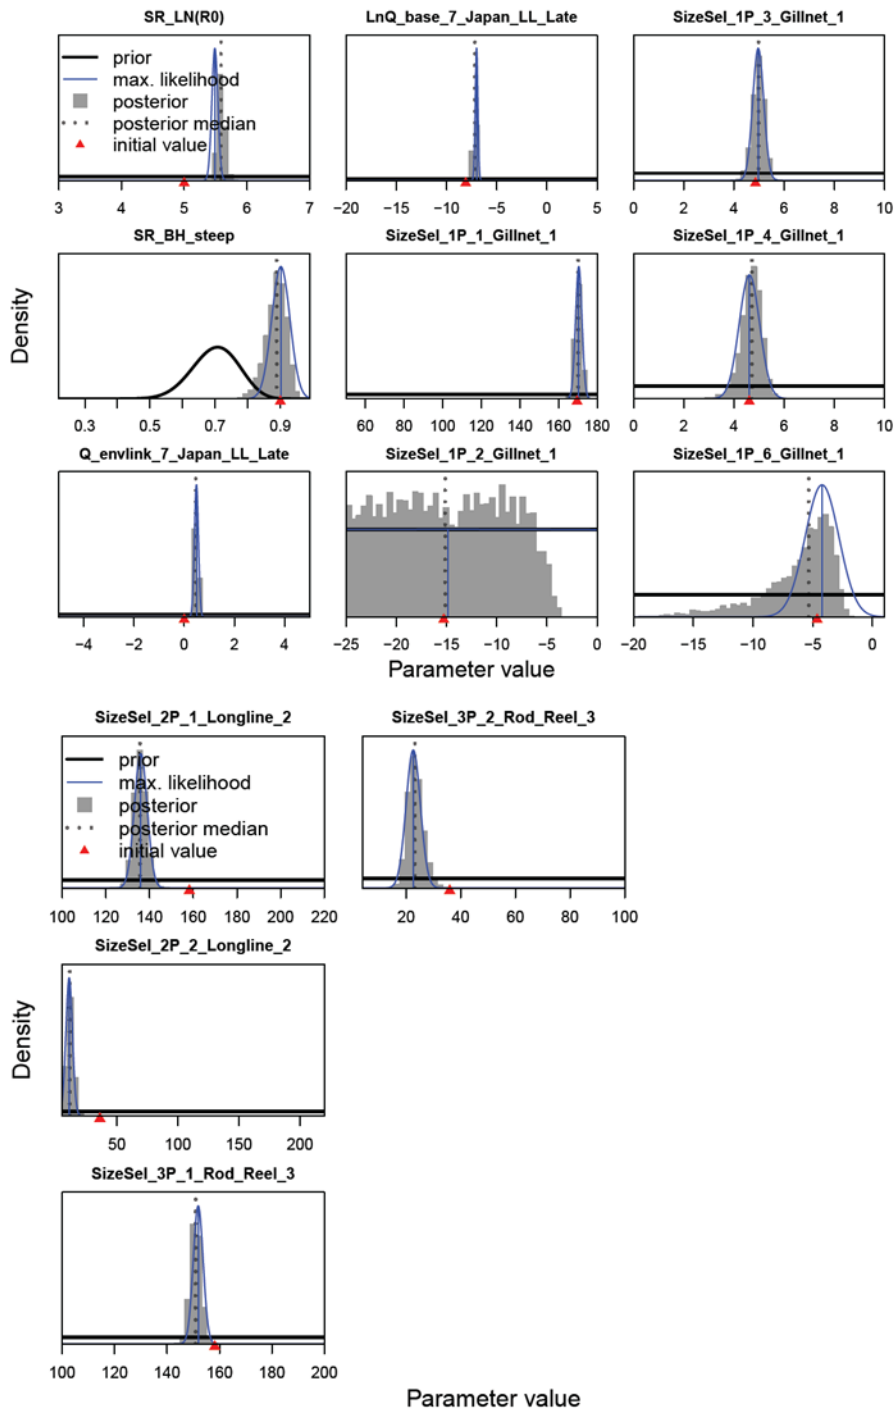 SR_LN(R0)
LnQ_base_7_Japan_LL_Late
SizeSel_1P_3_Gillnet_1
prior
max. likelihood
posterior
posterior median
initial value
3 4 5 6 7
−20 −15 −10 −5 0 5
0 2 4 6 8 10
SR_BH_steep
SizeSel_1P_1_Gillnet_1
SizeSel_1P_4_Gillnet_1
Density
0.3 0.5 0.7 0.9
60 80 100 120 140 160 180
0 2 4 6 8 10
Q_envlink_7_Japan_LL_Late
SizeSel_1P_2_Gillnet_1
SizeSel_1P_6_Gillnet_1
−4 −2 0 2 4
−25 −20 −15 −10 −5 0
−20 −15 −10 −5 0
Parameter value
SizeSel_2P_1_Longline_2
SizeSel_3P_2_Rod_Reel_3
prior
max. likelihood
posterior
posterior median
initial value
100 120 140 160 180 200 220
20 40 60 80 100
SizeSel_2P_2_Longline_2
Density
50 100 150 200
SizeSel_3P_1_Rod_Reel_3
100 120 140 160 180 200
Parameter value